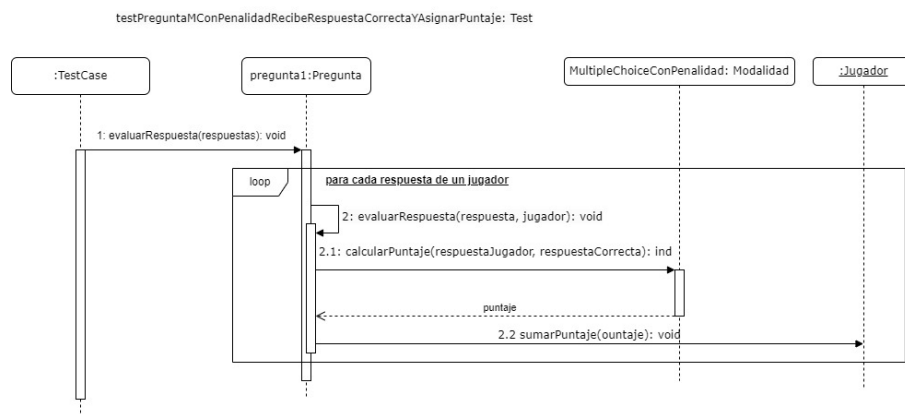 testPreguntaMConPenalidadRecibeRespuestaCorrectaYAsignarPuntaje: Test
:TestCase
pregunta1:Pregunta
MultipleChoiceConPenalidad: Modalidad
:Jugador
1: evaluarRespuesta(respuestas): void
loop
para cada respuesta de un jugador
2: evaluarRespuesta(respuesta, jugador): void
2.1: calcularPuntaje(respuestaJugador, respuestaCorrecta): ind
puntaje
2.2 sumarPuntaje(ountaje): void